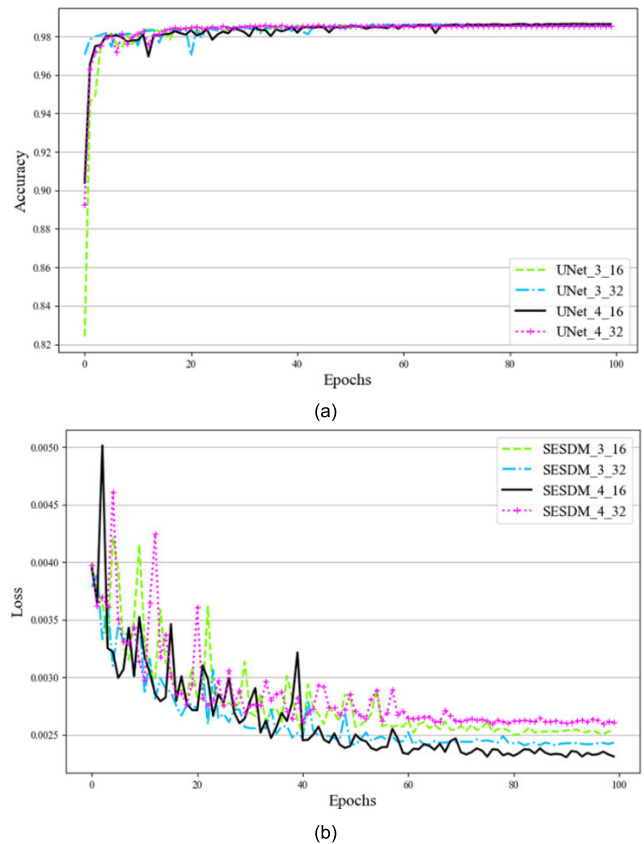 0.98
0.96
0.94
0.92
0.90
0.88
0.86
0.84
0.82
Accuracy
UNet_3_16
UNet_3_32
UNet_4_16
UNet_4_32
0 20 40 60 80 100
Epochs
(a)
0.0050
0.0045
0.0040
0.0035
0.0030
0.0025
Loss
SESDM_3_16
SESDM_3_32
SESDM_4_16
SESDM_4_32
0 20 40 60 80 100
Epochs
(b)